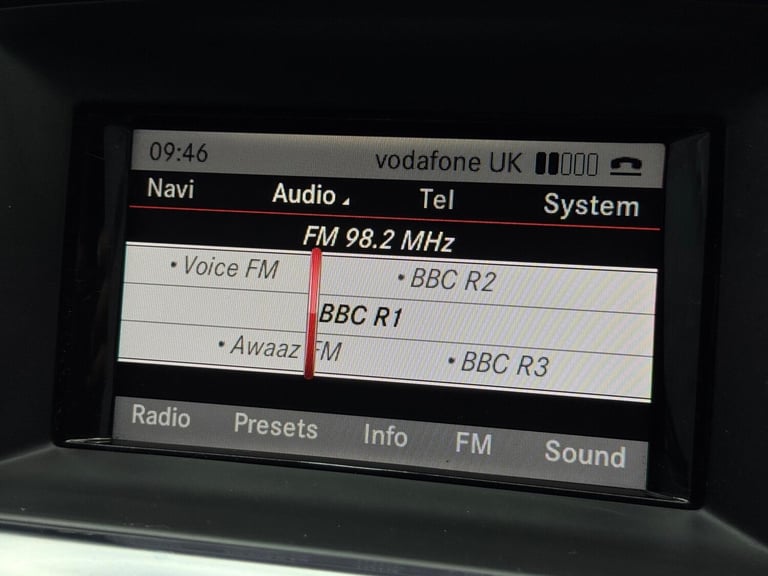 09:46 vodafone UK
Navi Audio Tel System
FM 98.2 MHz
• Voice FM • BBC R2
BBC R1
• Awaaz FM • BBC R3
Radio Presets Info FM Sound